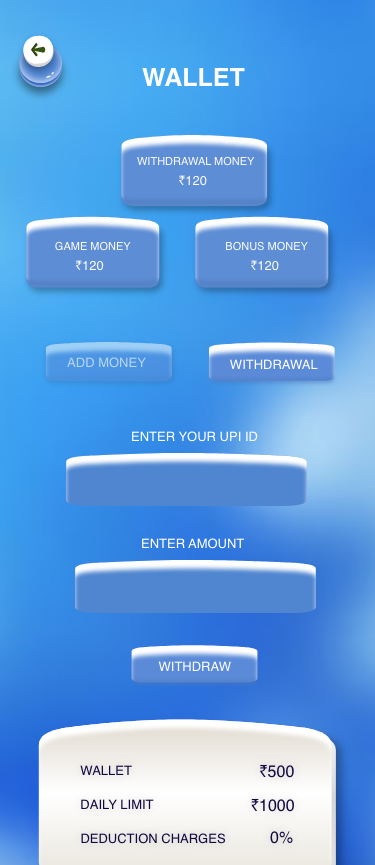 WALLET
WITHDRAWAL MONEY
₹120
GAME MONEY
₹120
BONUS MONEY
₹120
ADD MONEY
WITHDRAWAL
ENTER YOUR UPI ID
ENTER AMOUNT
WITHDRAW
WALLET ₹500
DAILY LIMIT ₹1000
DEDUCTION CHARGES 0%